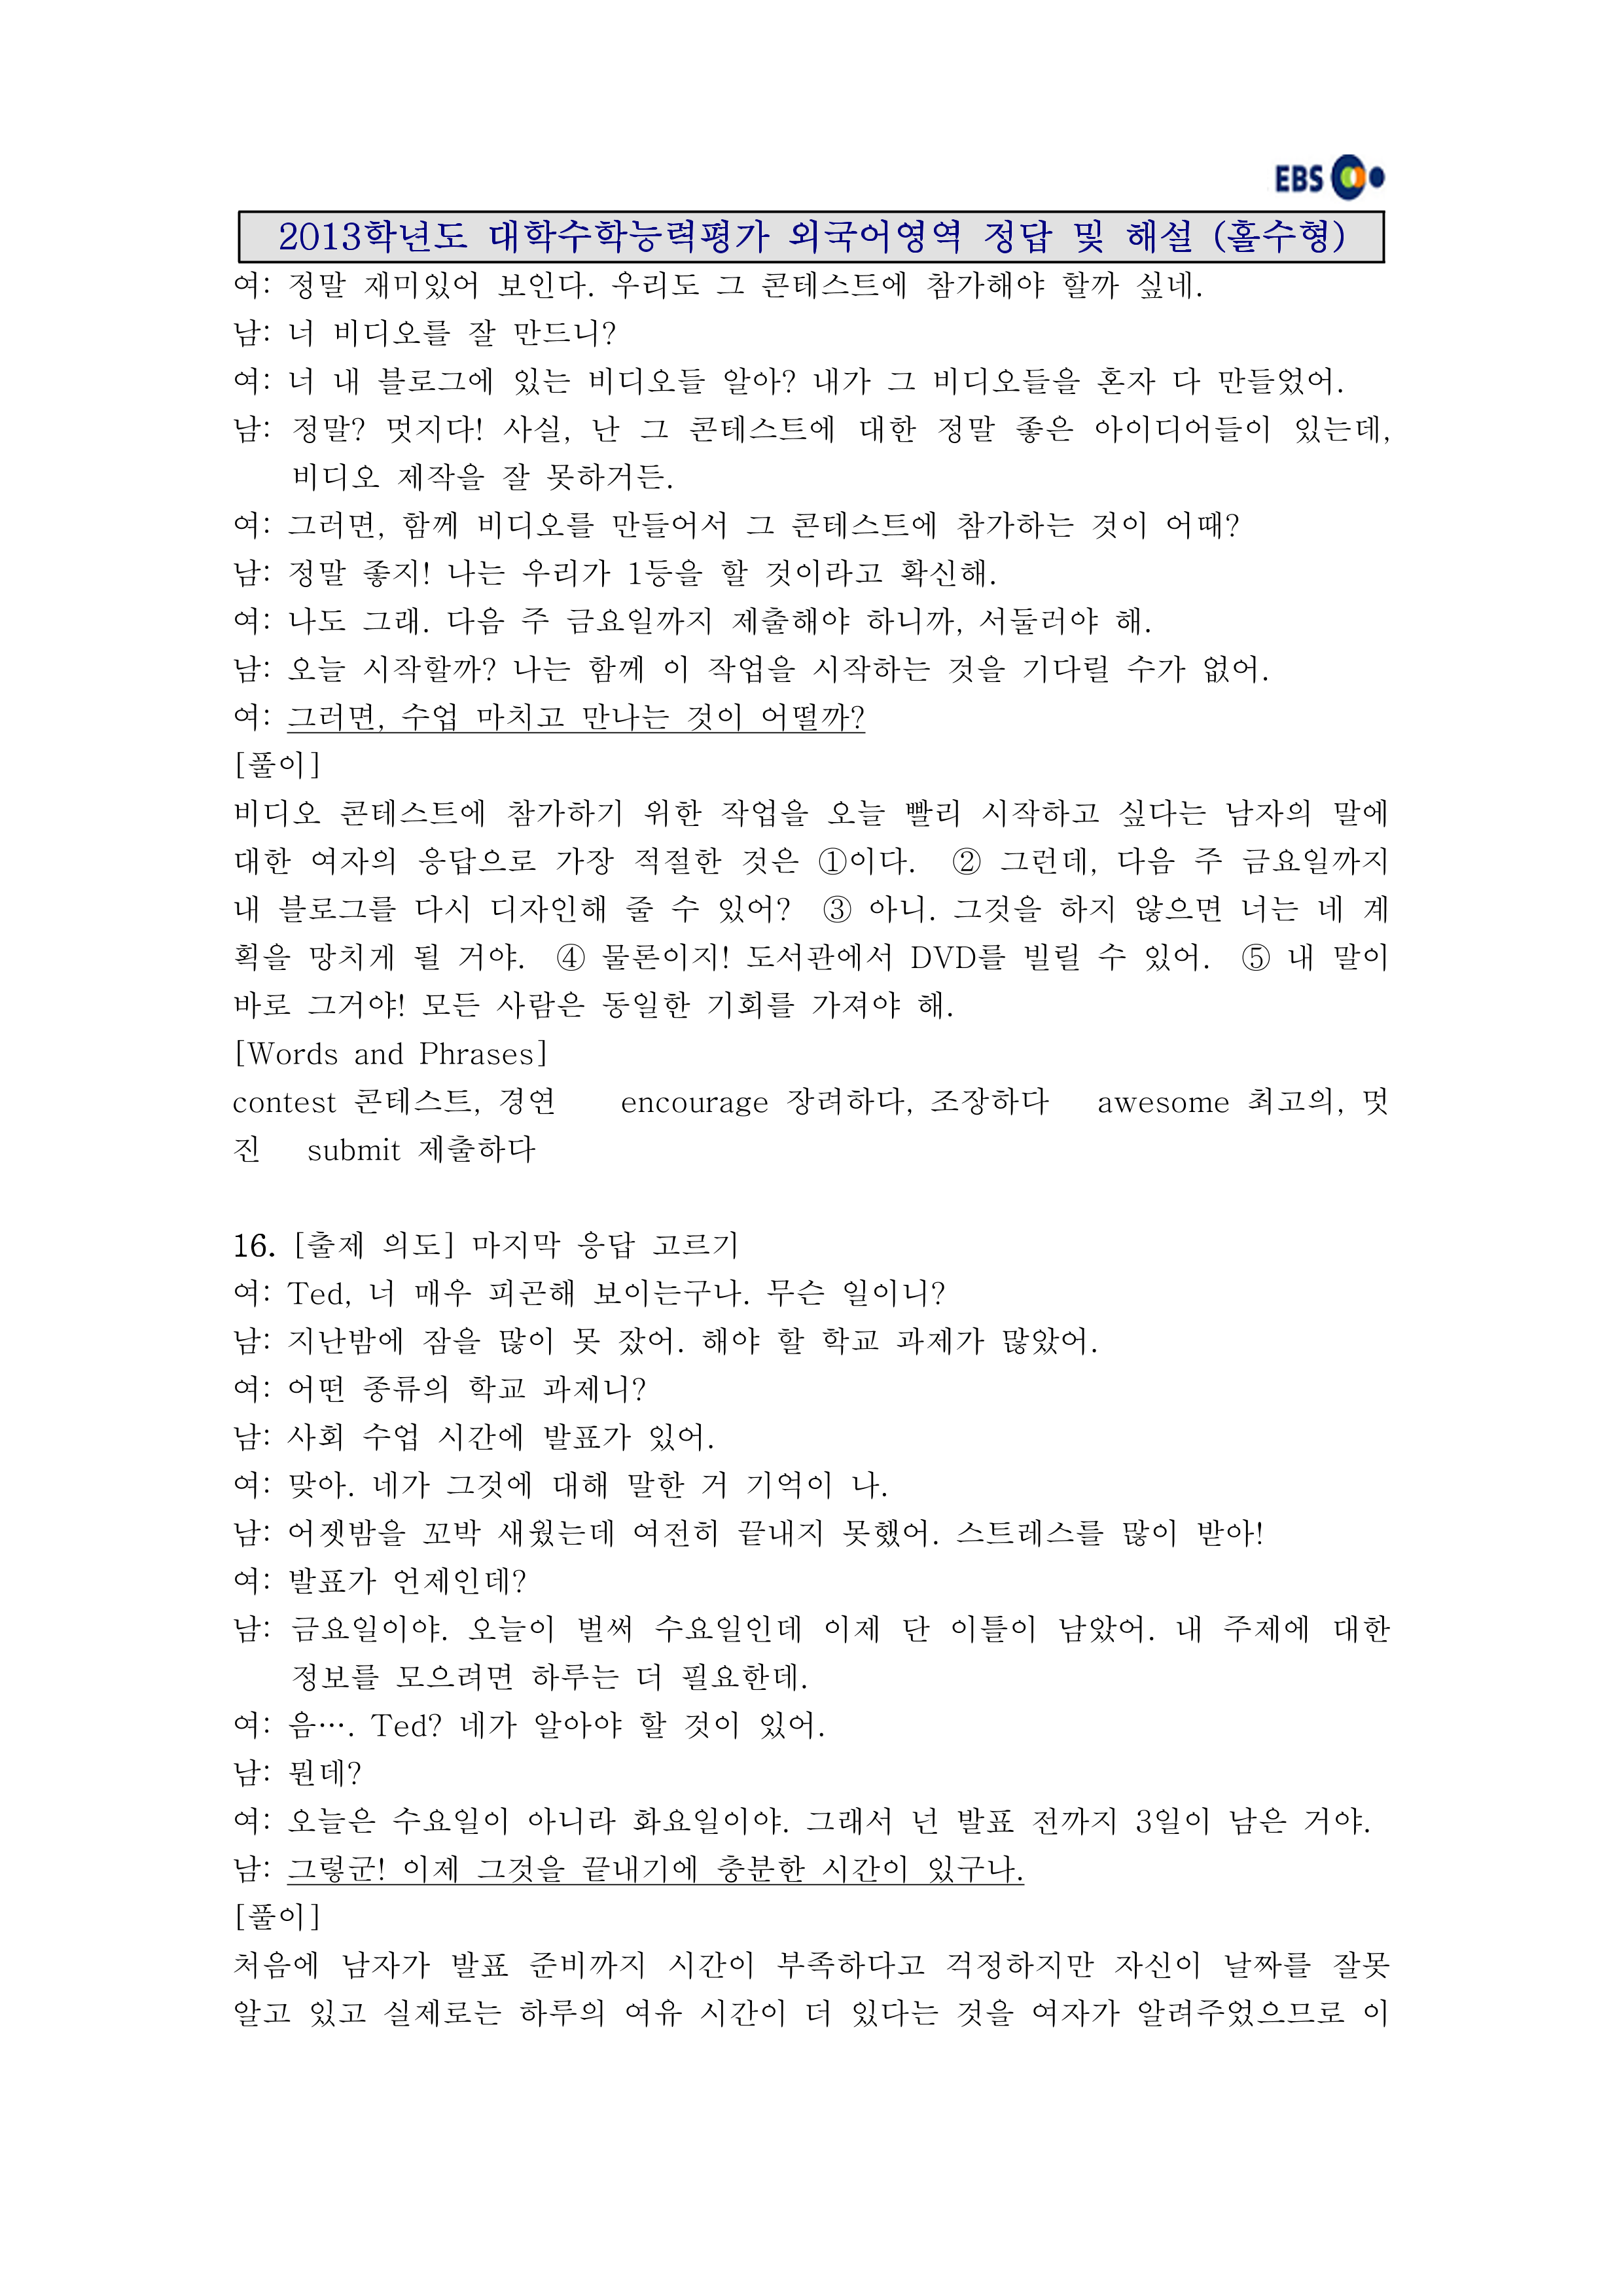 EBS
2013학년도 대학수학능력평가 외국어영역 정답 및 해설 (홀수형)
여: 정말 재미있어 보인다. 우리도 그 콘테스트에 참가해야 할까 싶네.
남: 너 비디오를 잘 만드니?
여: 너 내 블로그에 있는 비디오들 알아? 내가 그 비디오들을 혼자 다 만들었어.
남: 정말? 멋지다! 사실, 난 그 콘테스트에 대한 정말 좋은 아이디어들이 있는데,
비디오 제작을 잘 못하거든.
여: 그러면, 함께 비디오를 만들어서 그 콘테스트에 참가하는 것이 어때?
남: 정말 좋지! 나는 우리가 1등을 할 것이라고 확신해.
여: 나도 그래. 다음 주 금요일까지 제출해야 하니까, 서둘러야 해.
남: 오늘 시작할까? 나는 함께 이 작업을 시작하는 것을 기다릴 수가 없어.
여: 그러면, 수업 마치고 만나는 것이 어떨까?
[풀이]
비디오 콘테스트에 참가하기 위한 작업을 오늘 빨리 시작하고 싶다는 남자의 말에
대한 여자의 응답으로 가장 적절한 것은 ①이다. ② 그런데, 다음 주 금요일까지
내 블로그를 다시 디자인해 줄 수 있어? ③ 아니. 그것을 하지 않으면 너는 네 계
획을 망치게 될 거야. ④ 물론이지! 도서관에서 DVD를 빌릴 수 있어. ⑤ 내 말이
바로 그거야! 모든 사람은 동일한 기회를 가져야 해.
[Words and Phrases]
contest 콘테스트, 경연 encourage 장려하다, 조장하다 awesome 최고의, 멋
진 submit 제출하다
16. [출제 의도] 마지막 응답 고르기
여: Ted, 너 매우 피곤해 보이는구나. 무슨 일이니?
남: 지난밤에 잠을 많이 못 잤어. 해야 할 학교 과제가 많았어.
여: 어떤 종류의 학교 과제니?
남: 사회 수업 시간에 발표가 있어.
여: 맞아. 네가 그것에 대해 말한 거 기억이 나.
남: 어젯밤을 꼬박 새웠는데 여전히 끝내지 못했어. 스트레스를 많이 받아!
여: 발표가 언제인데?
남: 금요일이야. 오늘이 벌써 수요일인데 이제 단 이틀이 남았어. 내 주제에 대한
정보를 모으려면 하루는 더 필요한데.
여: 음…. Ted? 네가 알아야 할 것이 있어.
남: 뭔데?
여: 오늘은 수요일이 아니라 화요일이야. 그래서 넌 발표 전까지 3일이 남은 거야.
남: 그렇군! 이제 그것을 끝내기에 충분한 시간이 있구나.
[풀이]
처음에 남자가 발표 준비까지 시간이 부족하다고 걱정하지만 자신이 날짜를 잘못
알고 있고 실제로는 하루의 여유 시간이 더 있다는 것을 여자가 알려주었으므로 이